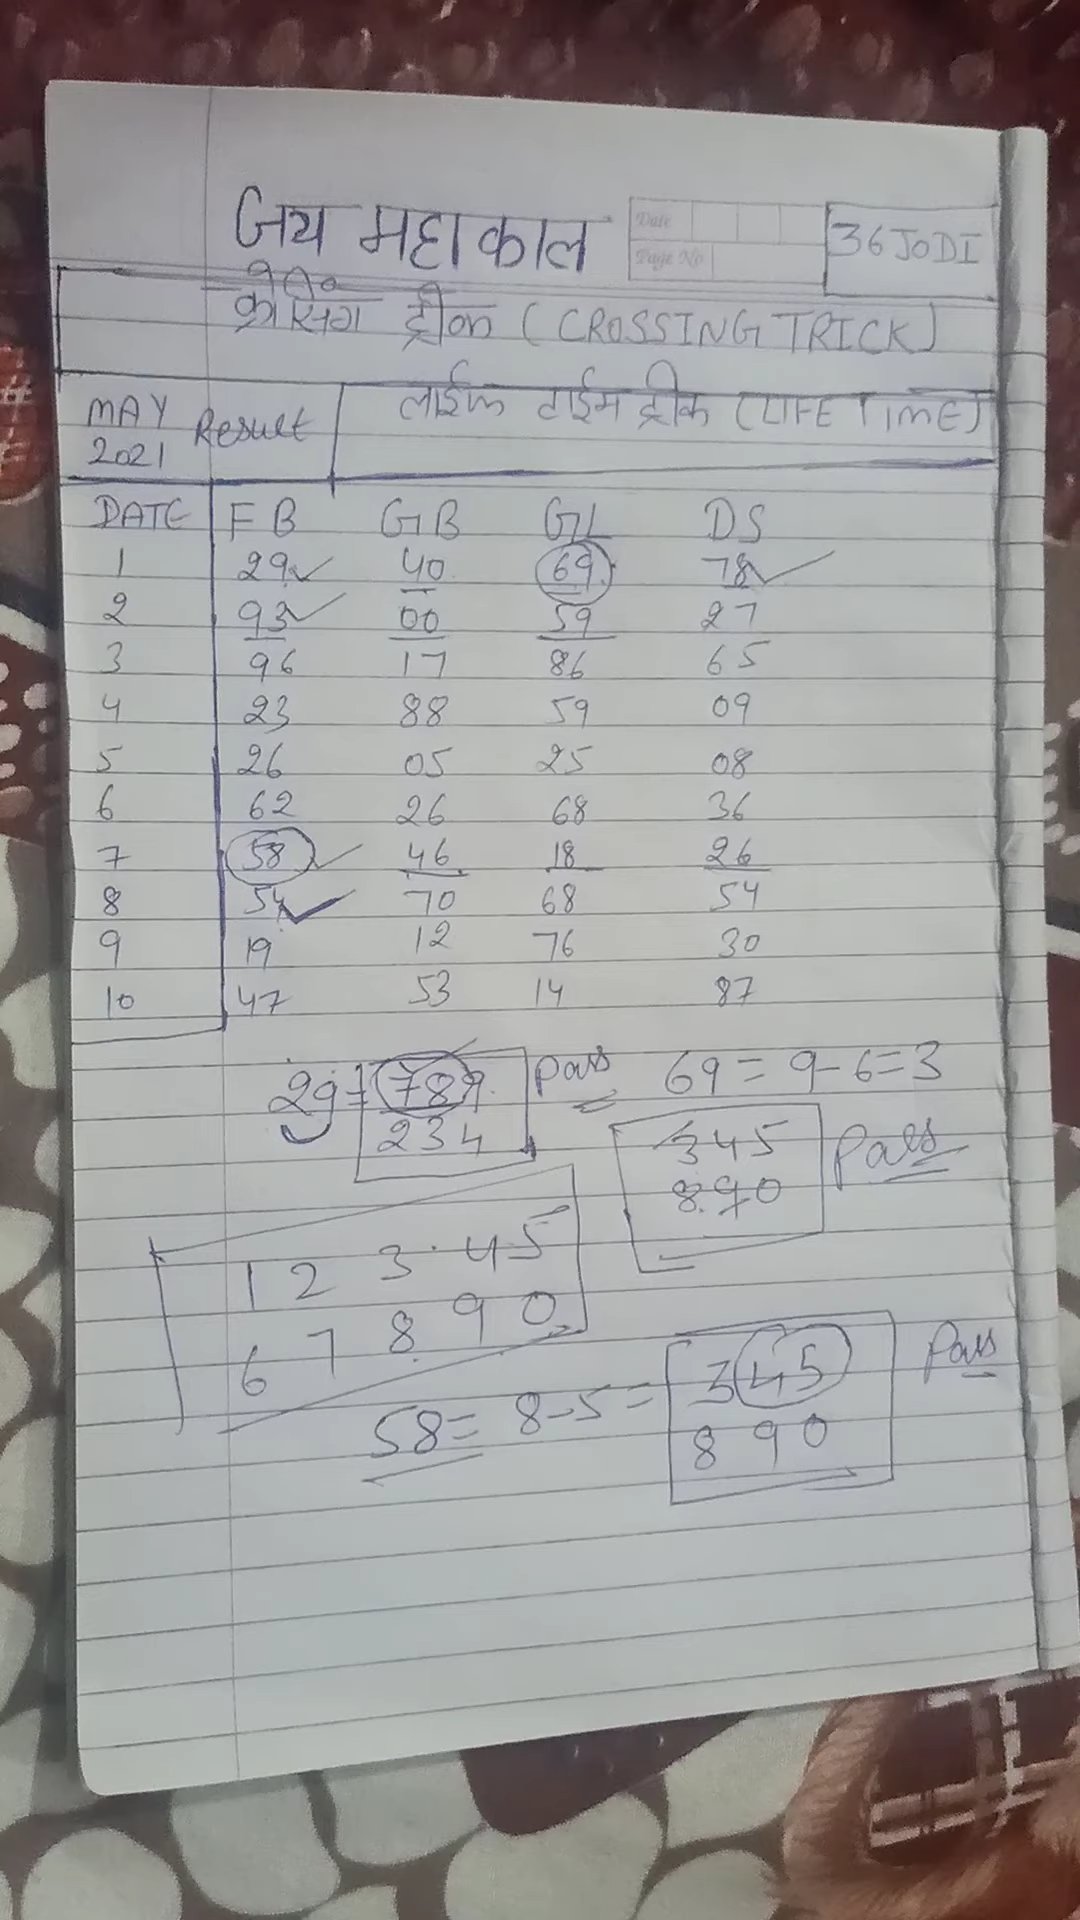 जय महाकाल
Date
Page No
36 JODI
क्रोसिंग ट्रीक (CROSSING TRICK)
MAY 2021 Result
लाईफ टाईम ट्रीक (LIFE TIME)
DATE FB GB GL DS
1 29 40 69 78
2 93 00 59 27
3 96 17 86 65
4 23 88 59 09
5 26 05 25 08
6 62 26 68 36
7 58 46 18 26
8 54 70 68 54
9 19 12 76 30
10 47 53 14 87
29 = 789 Pass
234
69 = 9-6=3
345
890 Pass
1 2 3 4 5
6 7 8 9 0
58 = 8-5 = 345 Pass
890